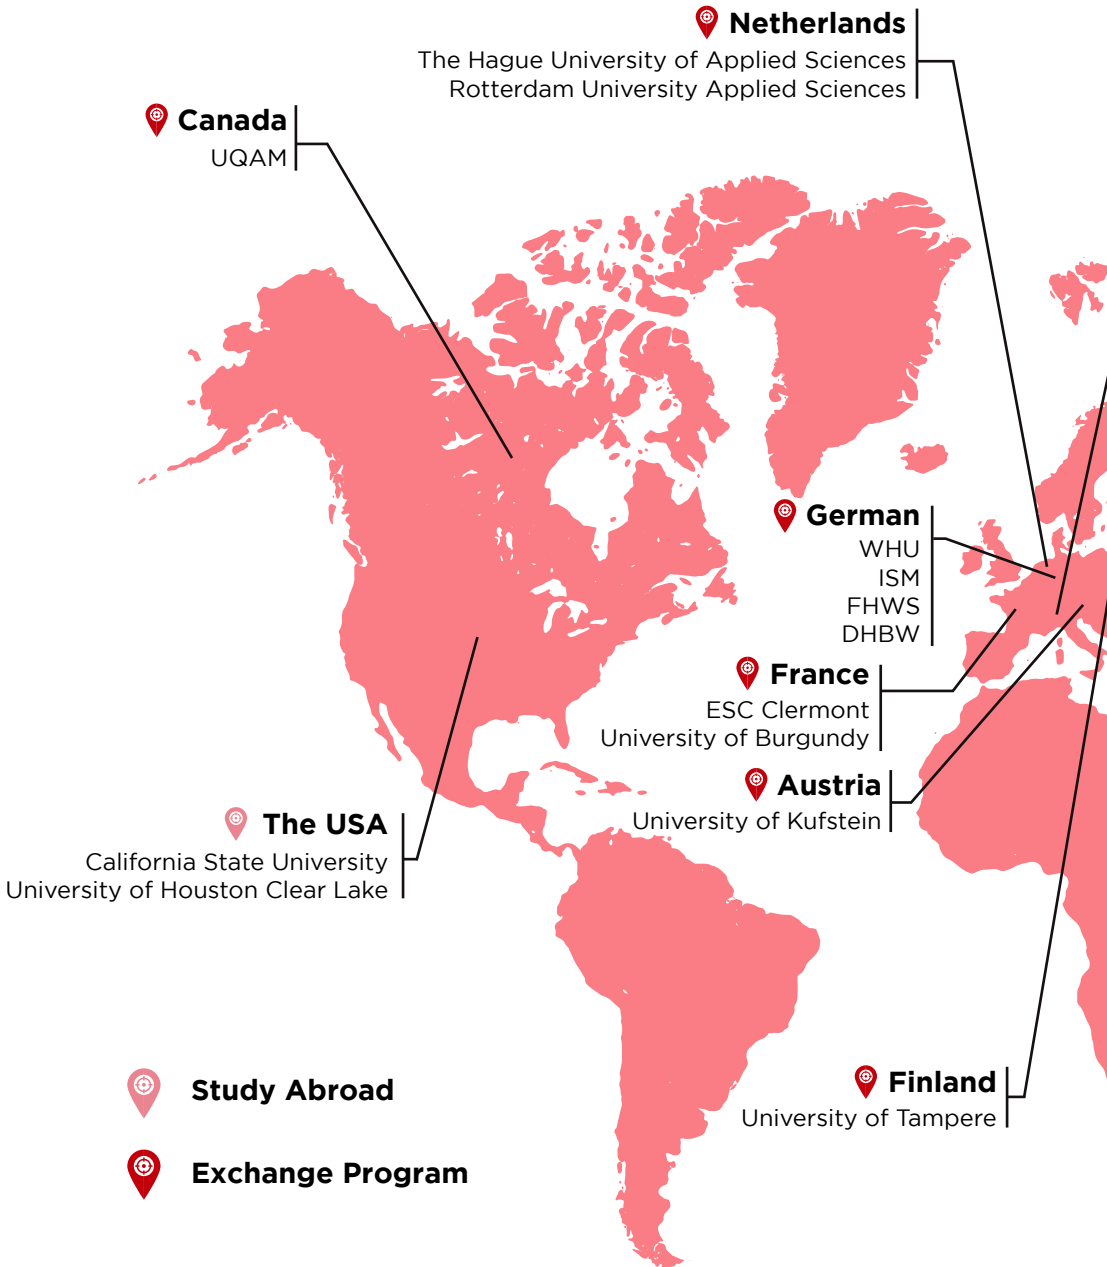 Netherlands
The Hague University of Applied Sciences
Rotterdam University Applied Sciences
Canada
UQAM
German
WHU
ISM
FHWS
DHBW
France
ESC Clermont
University of Burgundy
Austria
University of Kufstein
The USA
California State University
University of Houston Clear Lake
Finland
University of Tampere
Study Abroad
Exchange Program